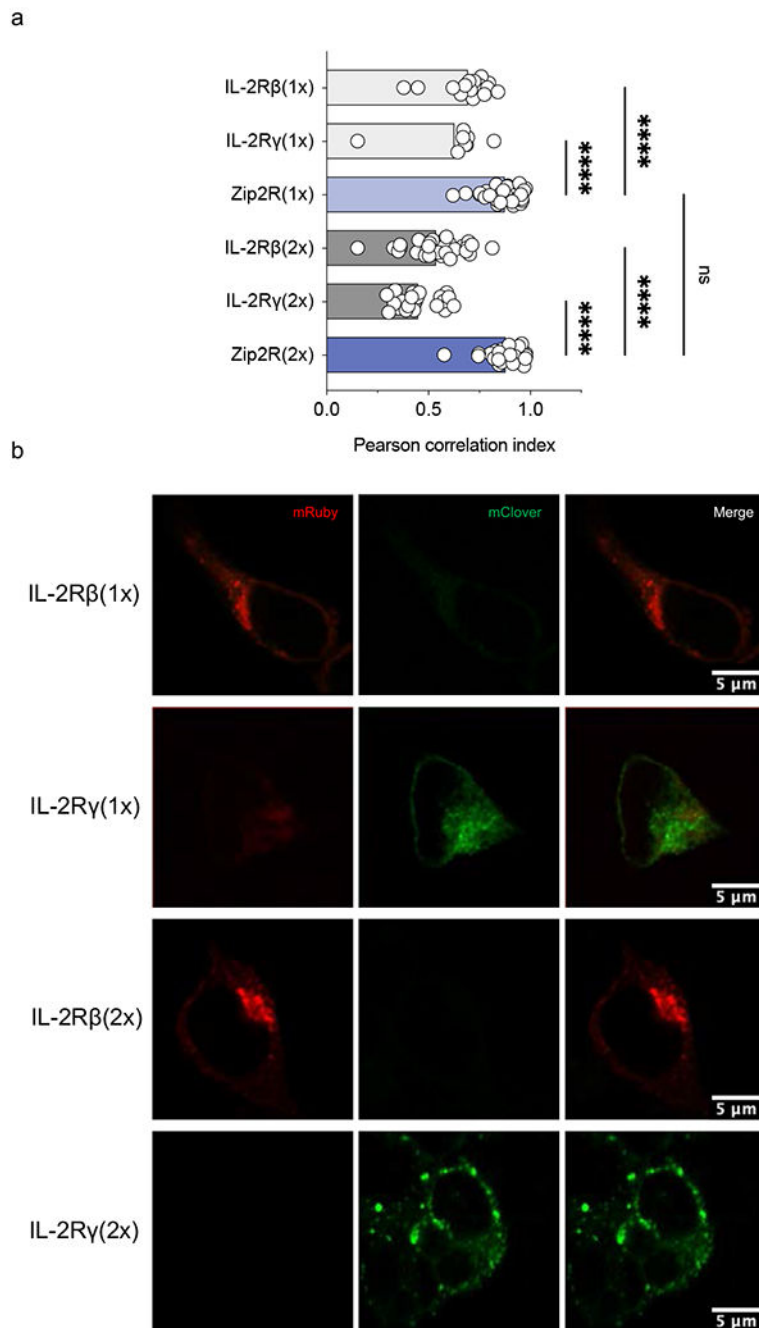 a
IL-2Rβ(1x)
IL-2Rγ(1x)
Zip2R(1x)
IL-2Rβ(2x)
IL-2Rγ(2x)
Zip2R(2x)
****
****
****
****
ns
0.0 0.5 1.0
Pearson correlation index
b
mRuby mClover Merge
IL-2Rβ(1x)
5 µm
IL-2Rγ(1x)
5 µm
IL-2Rβ(2x)
5 µm
IL-2Rγ(2x)
5 µm